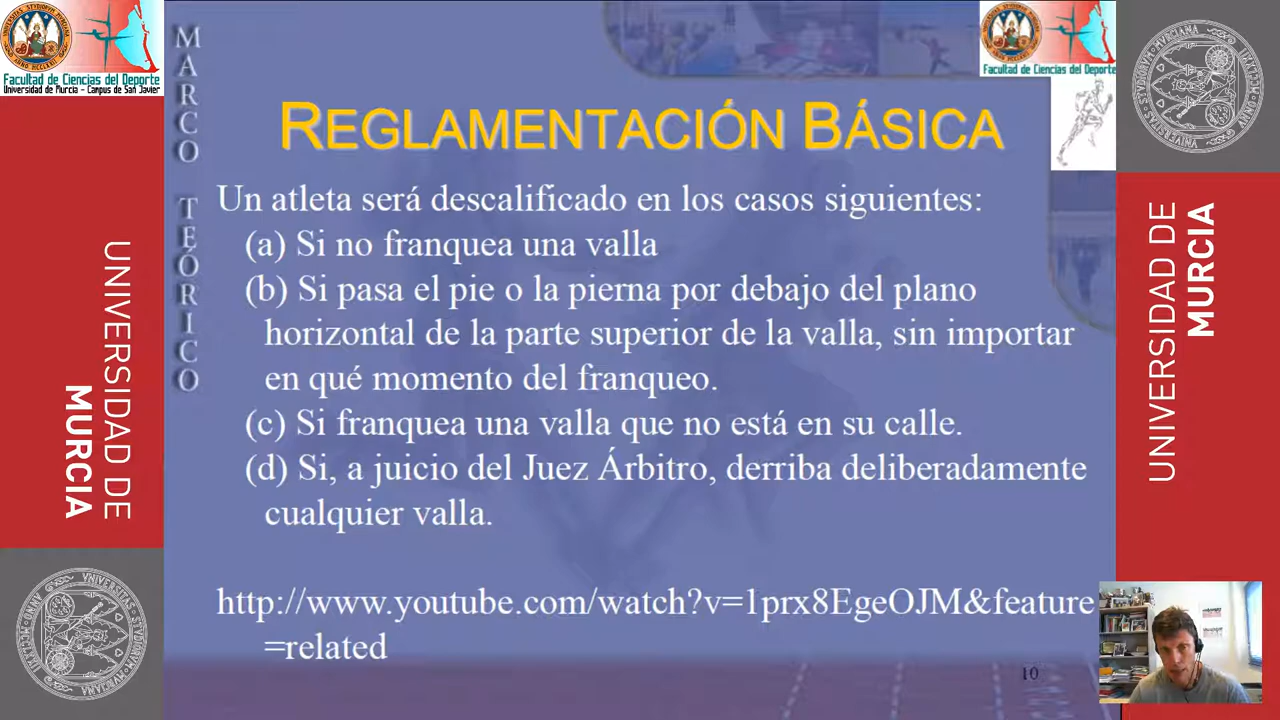 Facultad de Ciencias del Deporte
Universidad de Murcia - Campus de San Javier
MARCO TEÓRICO
Facultad de Ciencias del Deporte
REGLAMENTACIÓN BÁSICA
Un atleta será descalificado en los casos siguientes:
(a) Si no franquea una valla
(b) Si pasa el pie o la pierna por debajo del plano
horizontal de la parte superior de la valla, sin importar
en qué momento del franqueo.
(c) Si franquea una valla que no está en su calle.
(d) Si, a juicio del Juez Árbitro, derriba deliberadamente
cualquier valla.
http://www.youtube.com/watch?v=1prx8EgeOJM&feature
=related
10
UNIVERSIDAD DE
MURCIA
UNIVERSIDAD DE
MURCIA